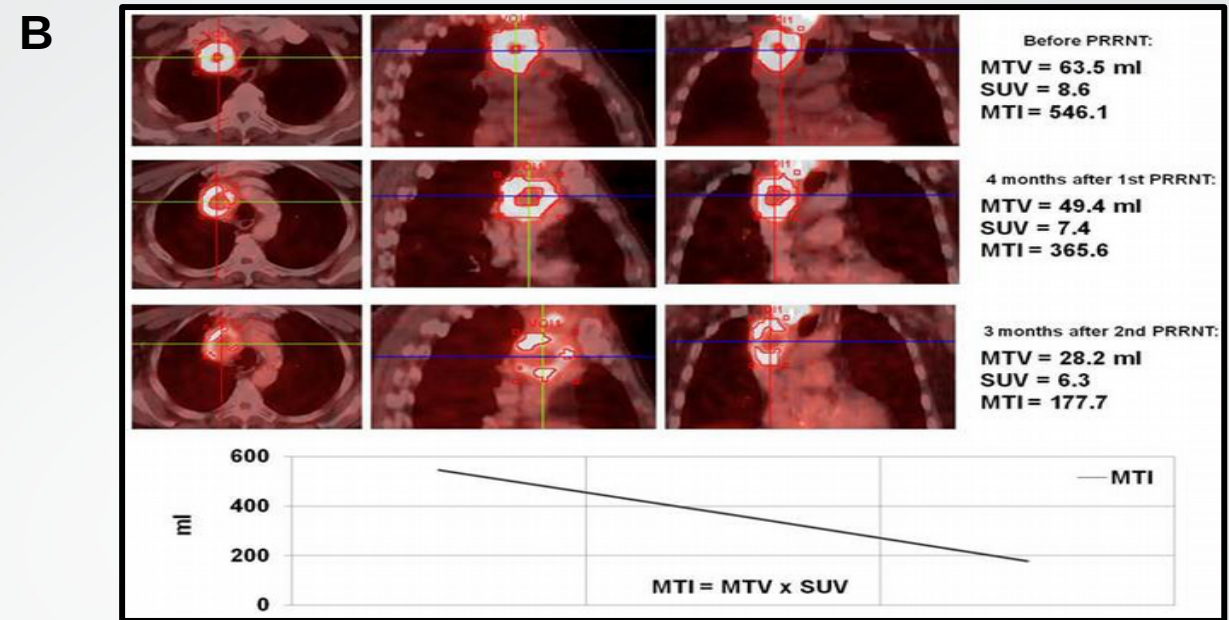 B
Before PRRNT:
MTV = 63.5 ml
SUV = 8.6
MTI = 546.1
4 months after 1st PRRNT:
MTV = 49.4 ml
SUV = 7.4
MTI = 365.6
3 months after 2nd PRRNT:
MTV = 28.2 ml
SUV = 6.3
MTI = 177.7
600
400
200
0
ml
MTI
MTI = MTV x SUV
VOI1